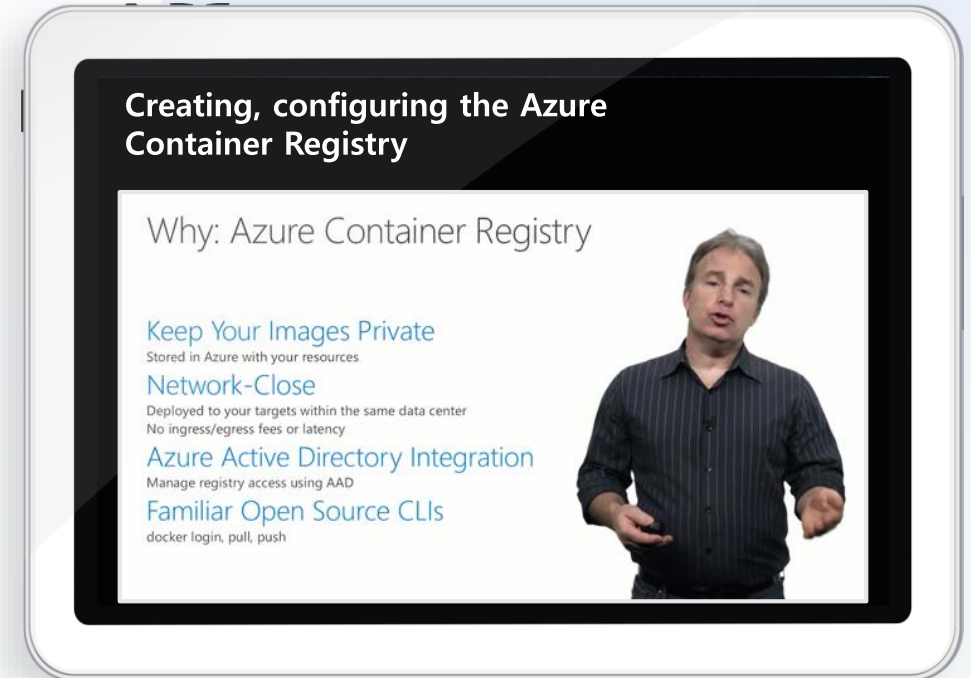 Creating, configuring the Azure
Container Registry
Why: Azure Container Registry
Keep Your Images Private
Stored in Azure with your resources
Network-Close
Deployed to your targets within the same data center
No ingress/egress fees or latency
Azure Active Directory Integration
Manage registry access using AAD
Familiar Open Source CLIs
docker login, pull, push